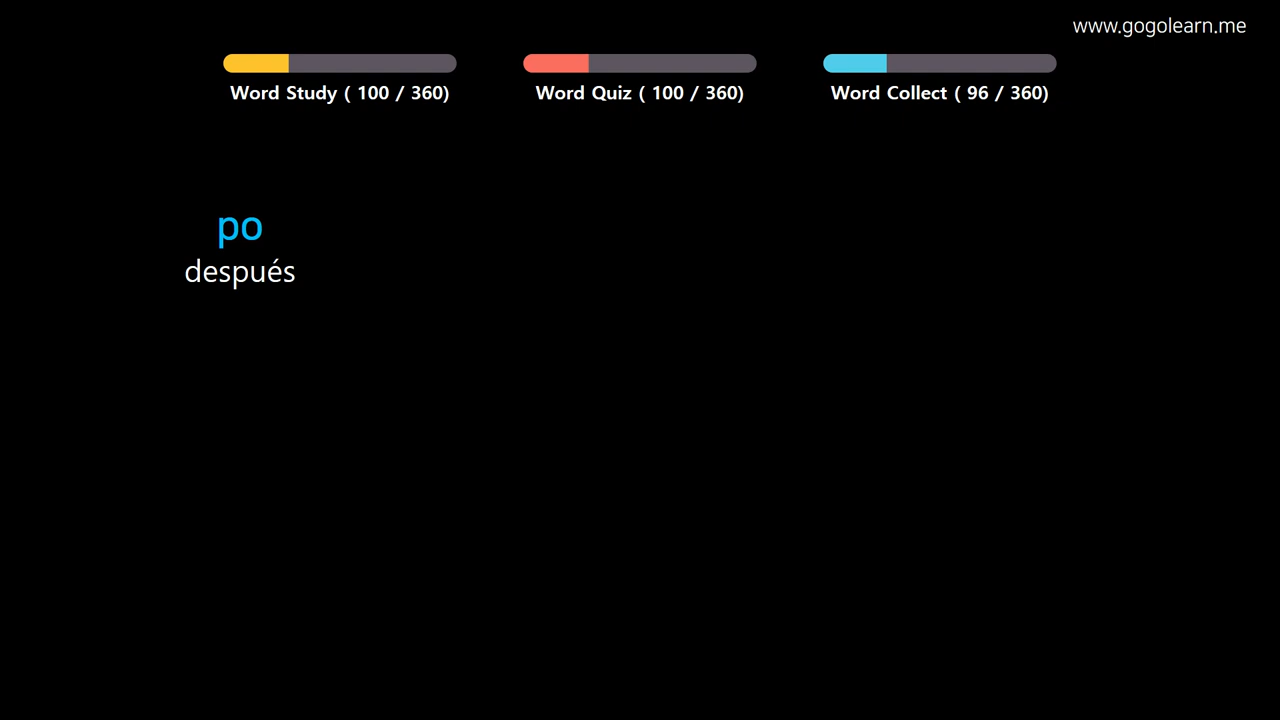 www.gogolearn.me
Word Study ( 100 / 360)
Word Quiz ( 100 / 360)
Word Collect ( 96 / 360)
po
después